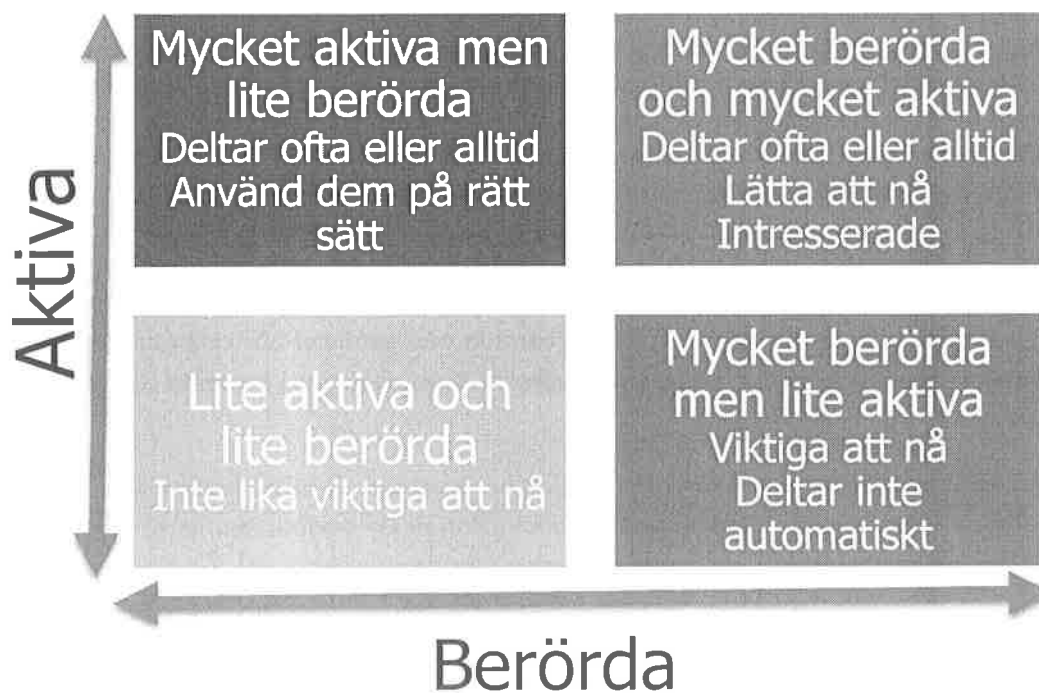 Aktiva
Mycket aktiva men
lite berörda
Deltar ofta eller alltid
Använd dem på rätt
sätt
Mycket berörda
och mycket aktiva
Deltar ofta eller alltid
Lätta att nå
Intresserade
Lite aktiva och
lite berörda
Inte lika viktiga att nå
Mycket berörda
men lite aktiva
Viktiga att nå
Deltar inte
automatiskt
Berörda